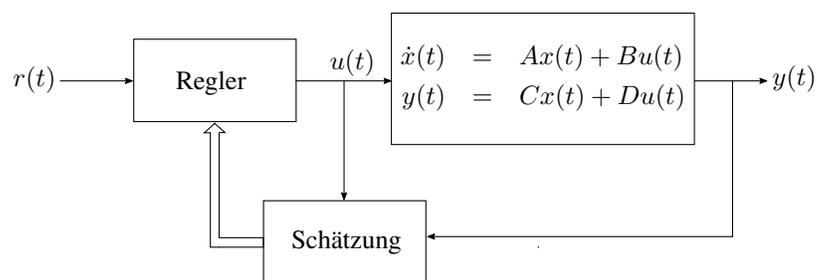 r(t)
Regler
u(t)
ẋ(t) = Ax(t) + Bu(t)
y(t) = Cx(t) + Du(t)
y(t)
Schätzung